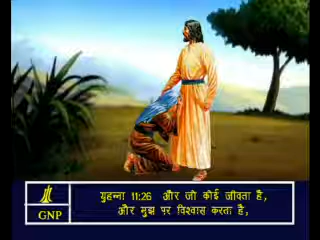 युहन्ना 11:26 और जो कोई जीवता है,
और मुझ पर विश्वास करता है,
GNP